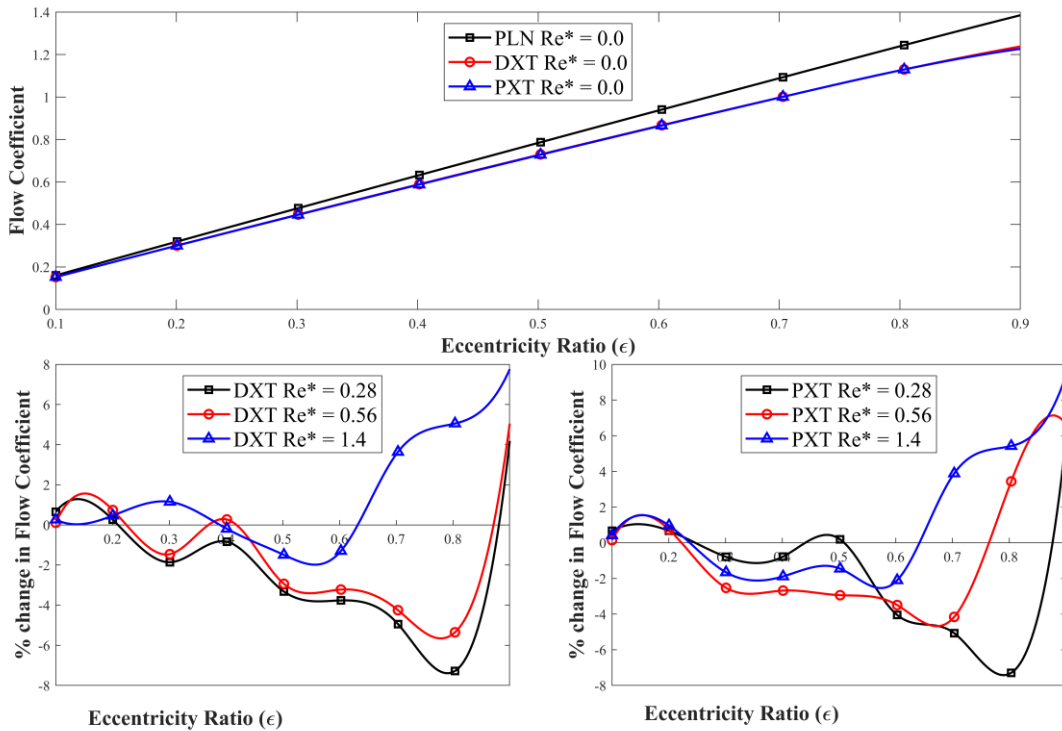 1.4
1.2
1
0.8
0.6
0.4
0.2
0
Flow Coefficient
PLN Re* = 0.0
DXT Re* = 0.0
PXT Re* = 0.0
0.1 0.2 0.3 0.4 0.5 0.6 0.7 0.8 0.9
Eccentricity Ratio (ϵ)
8
6
4
2
0
-2
-4
-6
-8
% change in Flow Coefficient
DXT Re* = 0.28
DXT Re* = 0.56
DXT Re* = 1.4
0.2 0.3 0.4 0.5 0.6 0.7 0.8
Eccentricity Ratio (ϵ)
10
8
6
4
2
0
-2
-4
-6
-8
% change in Flow Coefficient
PXT Re* = 0.28
PXT Re* = 0.56
PXT Re* = 1.4
0.2 0.3 0.4 0.5 0.6 0.7 0.8
Eccentricity Ratio (ϵ)